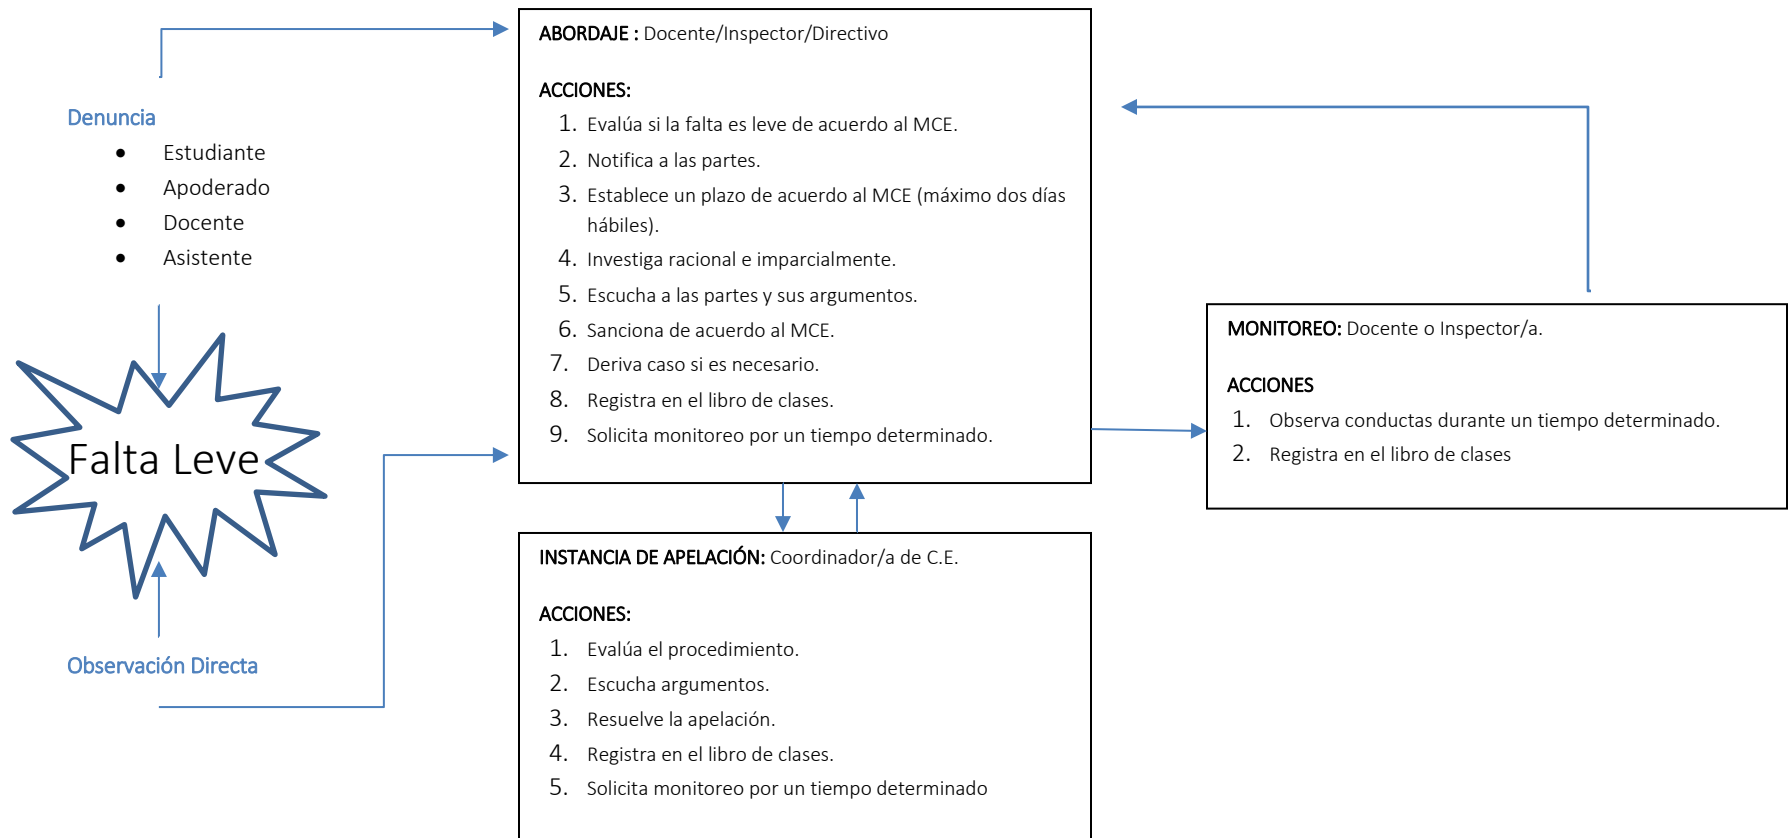 Denuncia
• Estudiante
• Apoderado
• Docente
• Asistente
Falta Leve
Observación Directa
ABORDAJE : Docente/Inspector/Directivo
ACCIONES:
1. Evalúa si la falta es leve de acuerdo al MCE.
2. Notifica a las partes.
3. Establece un plazo de acuerdo al MCE (máximo dos días
hábiles).
4. Investiga racional e imparcialmente.
5. Escucha a las partes y sus argumentos.
6. Sanciona de acuerdo al MCE.
7. Deriva caso si es necesario.
8. Registra en el libro de clases.
9. Solicita monitoreo por un tiempo determinado.
INSTANCIA DE APELACIÓN: Coordinador/a de C.E.
ACCIONES:
1. Evalúa el procedimiento.
2. Escucha argumentos.
3. Resuelve la apelación.
4. Registra en el libro de clases.
5. Solicita monitoreo por un tiempo determinado
MONITOREO: Docente o Inspector/a.
ACCIONES
1. Observa conductas durante un tiempo determinado.
2. Registra en el libro de clases